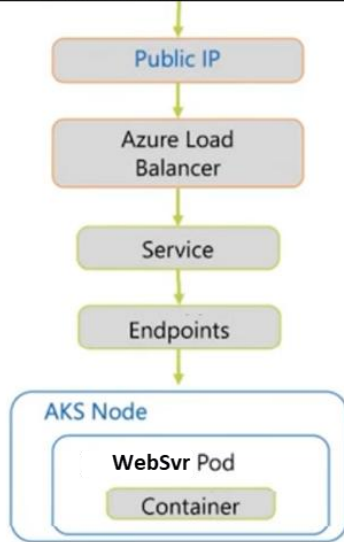 Public IP
Azure Load
Balancer
Service
Endpoints
AKS Node
WebSvr Pod
Container